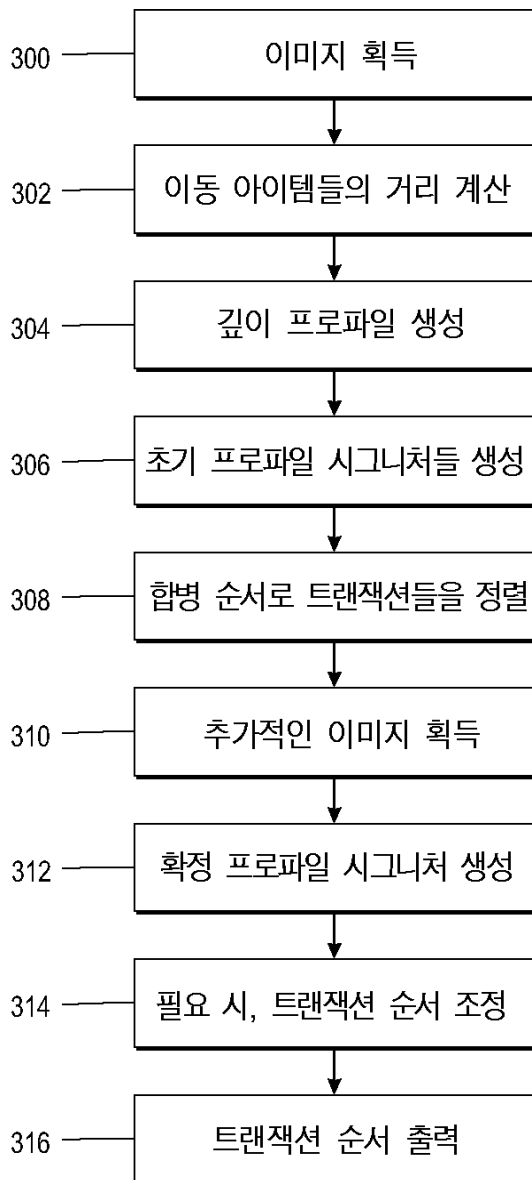 300 이미지 획득
302 이동 아이템들의 거리 계산
304 깊이 프로파일 생성
306 초기 프로파일 시그니처들 생성
308 합병 순서로 트랜잭션들을 정렬
310 추가적인 이미지 획득
312 확정 프로파일 시그니처 생성
314 필요 시, 트랜잭션 순서 조정
316 트랜잭션 순서 출력